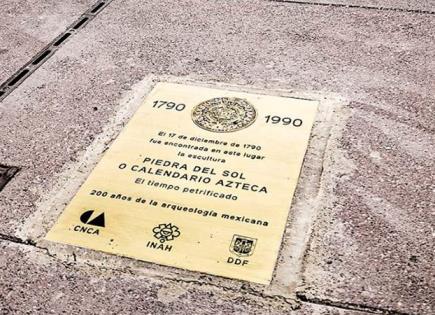 1790 1990
El 17 de diciembre de 1790
fue encontrada en este lugar
la escultura
PIEDRA DEL SOL
O CALENDARIO AZTECA
El tiempo petrificado
200 años de la arqueología mexicana
CNCA INAH DDF